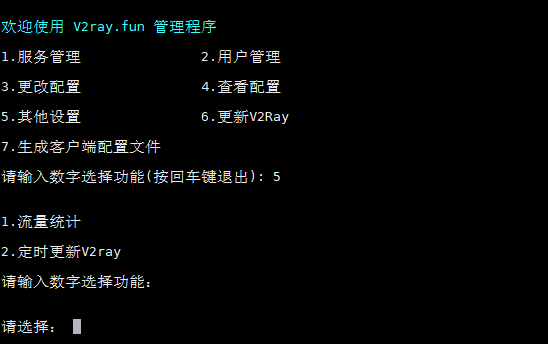 欢迎使用 V2ray.fun 管理程序
1.服务管理 2.用户管理
3.更改配置 4.查看配置
5.其他设置 6.更新V2Ray
7.生成客户端配置文件
请输入数字选择功能(按回车键退出): 5
1.流量统计
2.定时更新V2ray
请输入数字选择功能:
请选择: